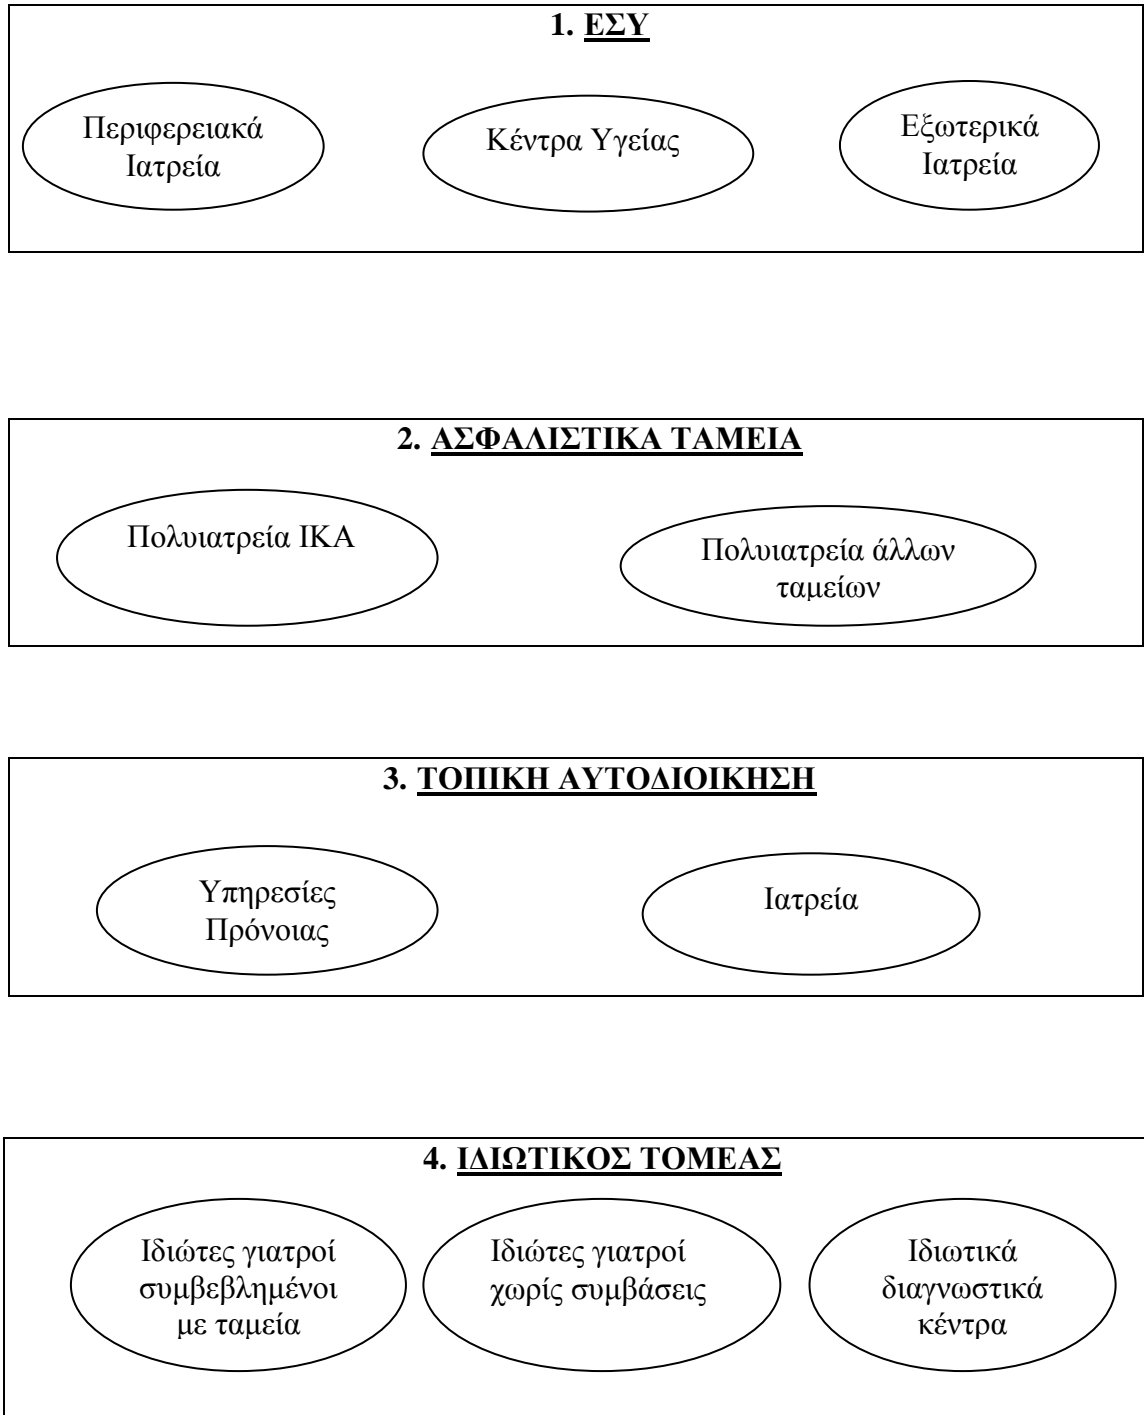 1. ΕΣΥ
Περιφερειακά
Ιατρεία
Κέντρα Υγείας
Εξωτερικά
Ιατρεία
2. ΑΣΦΑΛΙΣΤΙΚΑ ΤΑΜΕΙΑ
Πολυιατρεία ΙΚΑ
Πολυιατρεία άλλων
ταμείων
3. ΤΟΠΙΚΗ ΑΥΤΟΔΙΟΙΚΗΣΗ
Υπηρεσίες
Πρόνοιας
Ιατρεία
4. ΙΔΙΩΤΙΚΟΣ ΤΟΜΕΑΣ
Ιδιώτες γιατροί
συμβεβλημένοι
με ταμεία
Ιδιώτες γιατροί
χωρίς συμβάσεις
Ιδιωτικά
διαγνωστικά
κέντρα